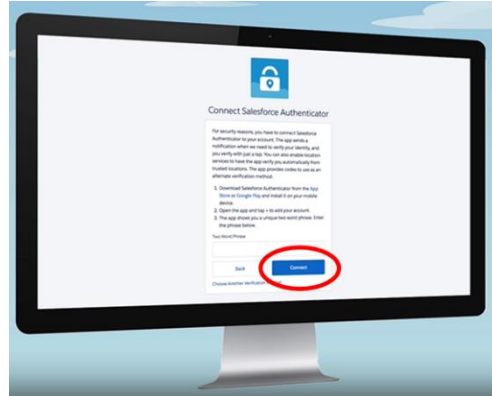 Connect Salesforce Authenticator
For security reasons, you have to connect Salesforce
Authenticator to your account. The app sends a
notification when we need to verify your identity, and
you verify with just a tap. You can also enable location
services to have the app verify you automatically from
trusted locations. The app provides codes to use as an
alternate verification method.
1. Download Salesforce Authenticator from the App
Store or Google Play and install it on your mobile
device.
2. Open the app and tap + to add your account.
3. The app shows you a unique two-word phrase. Enter
the phrase below.
Two-Word Phrase
Back
Connect
Choose Another Verification